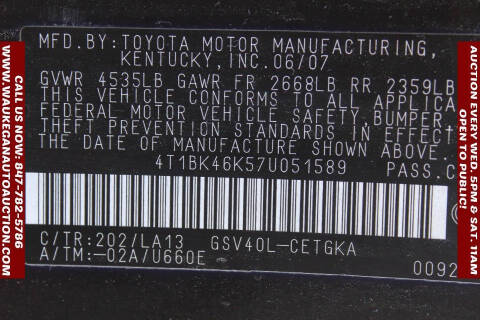 MFD.BY:TOYOTA MOTOR MANUFACTURING,
KENTUCKY,INC.06/07
GVWR 4535LB GAWR FR 2668LB RR 2359LB
THIS VEHICLE CONFORMS TO ALL APPLICA
FEDERAL MOTOR VEHICLE SAFETY,BUMPER,
THEFT PREVENTION STANDARDS IN EFFECT
THE DATE OF MANUFACTURE SHOWN ABOVE.
4T1BK46K57U051589 PASS.C
C/TR:202/LA13 GSV40L-CETGKA
A/TM:-02A/U660E 0092
CALL US NOW: 847-782-5786
WWW.WAUKEGANAUTOAUCTION.COM
AUCTION EVERY WED. 5PM & SAT. 11AM
OPEN TO PUBLIC!